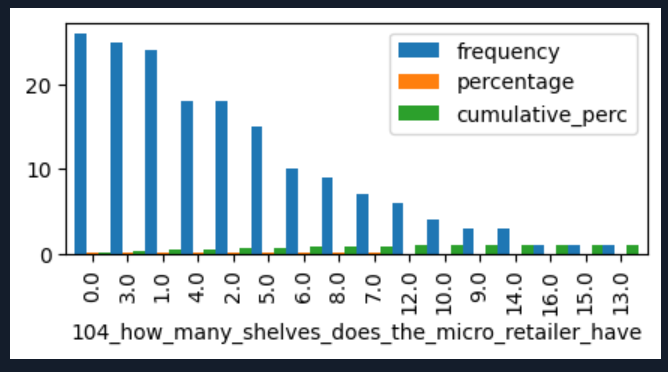 frequency
percentage
cumulative_perc
20
10
0
0.0 3.0 1.0 4.0 2.0 5.0 6.0 8.0 7.0 12.0 10.0 9.0 14.0 16.0 15.0 13.0
104_how_many_shelves_does_the_micro_retailer_have